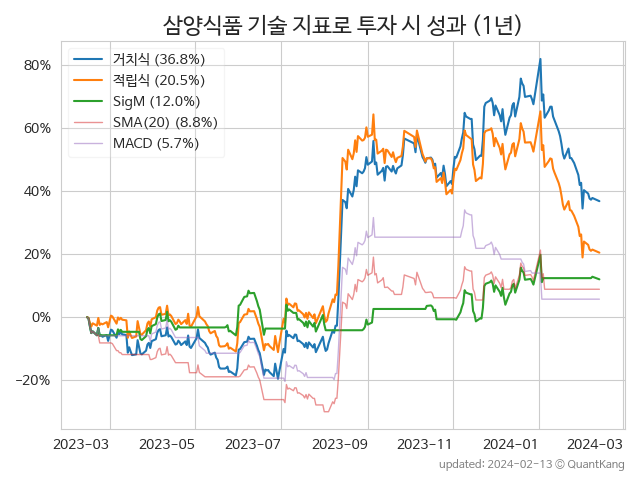 삼양식품 기술 지표로 투자 시 성과 (1년)
거치식 (36.8%)
적립식 (20.5%)
SigM (12.0%)
SMA(20) (8.8%)
MACD (5.7%)
80%
60%
40%
20%
0%
−20%
2023-03 2023-05 2023-07 2023-09 2023-11 2024-01 2024-03
updated: 2024-02-13 © QuantKang